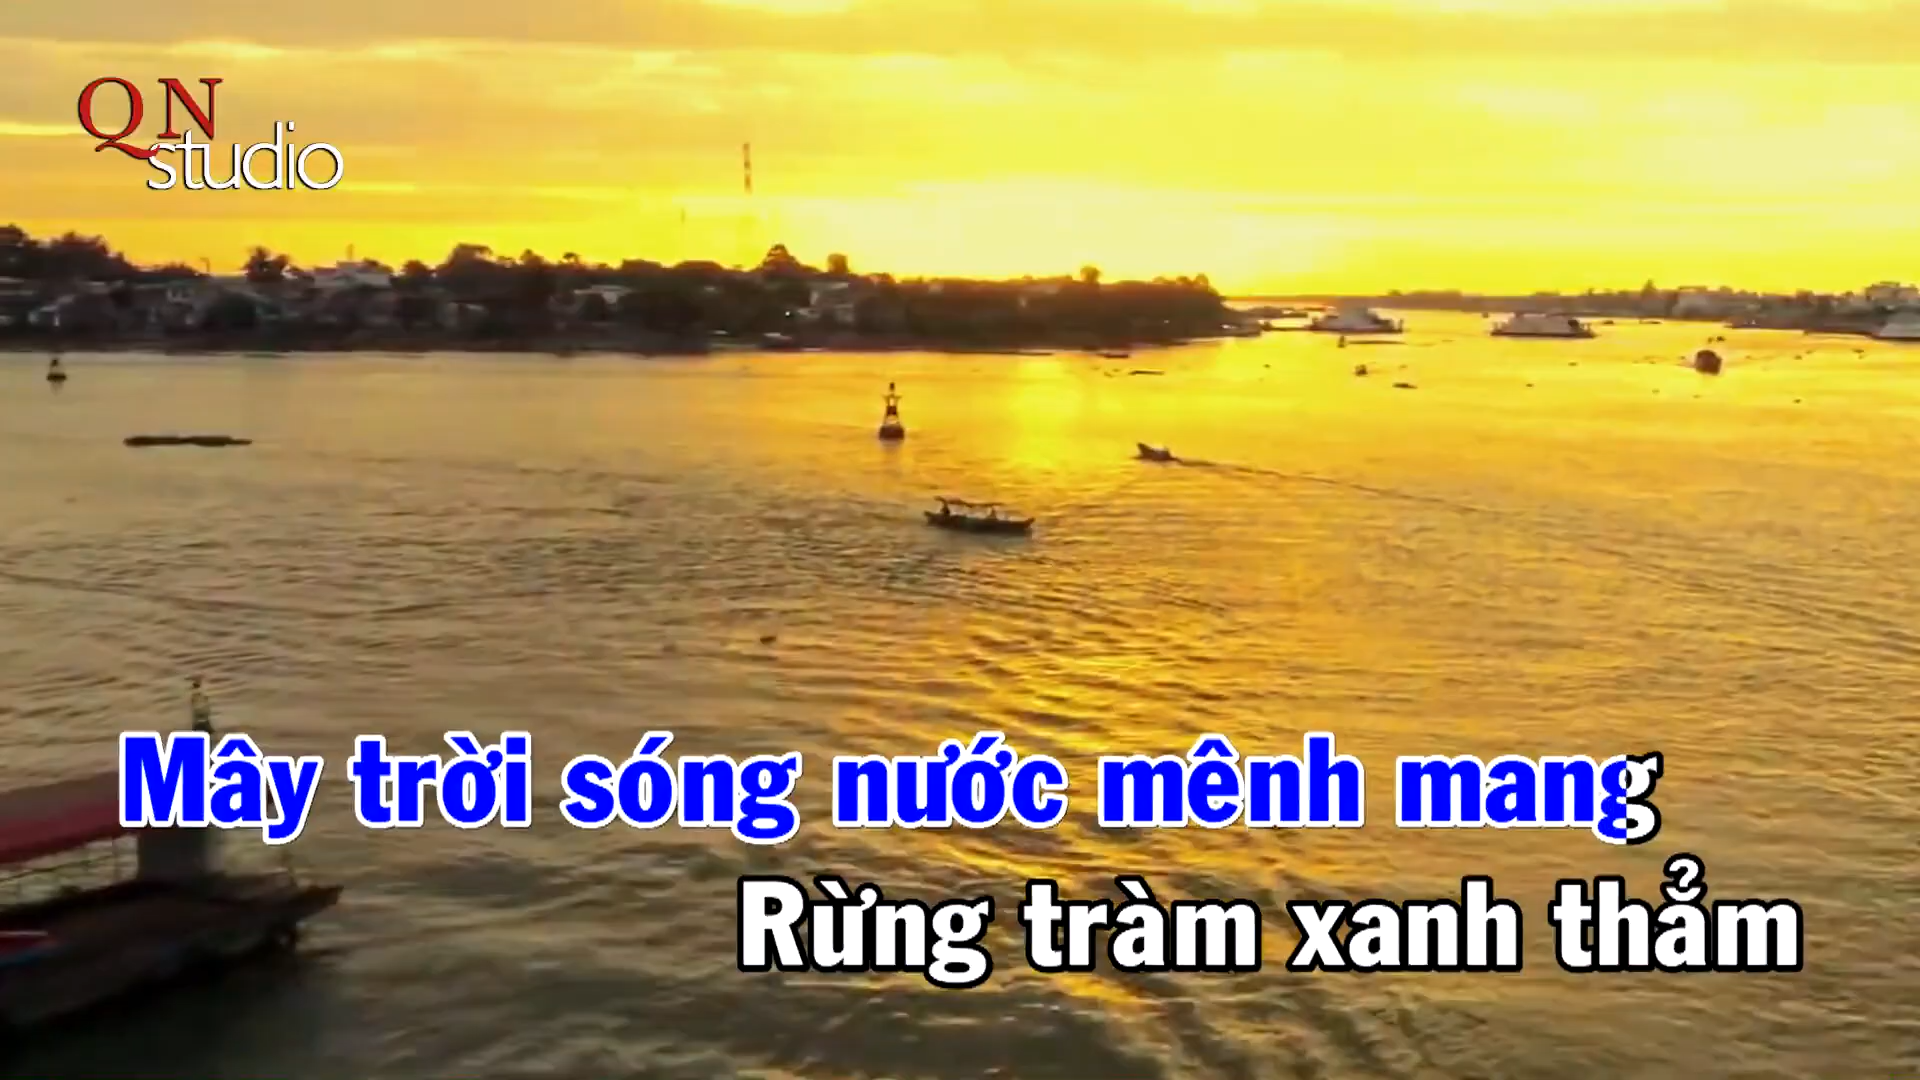 QN
studio
Mây trời sóng nước mênh mang
Rừng tràm xanh thẳm